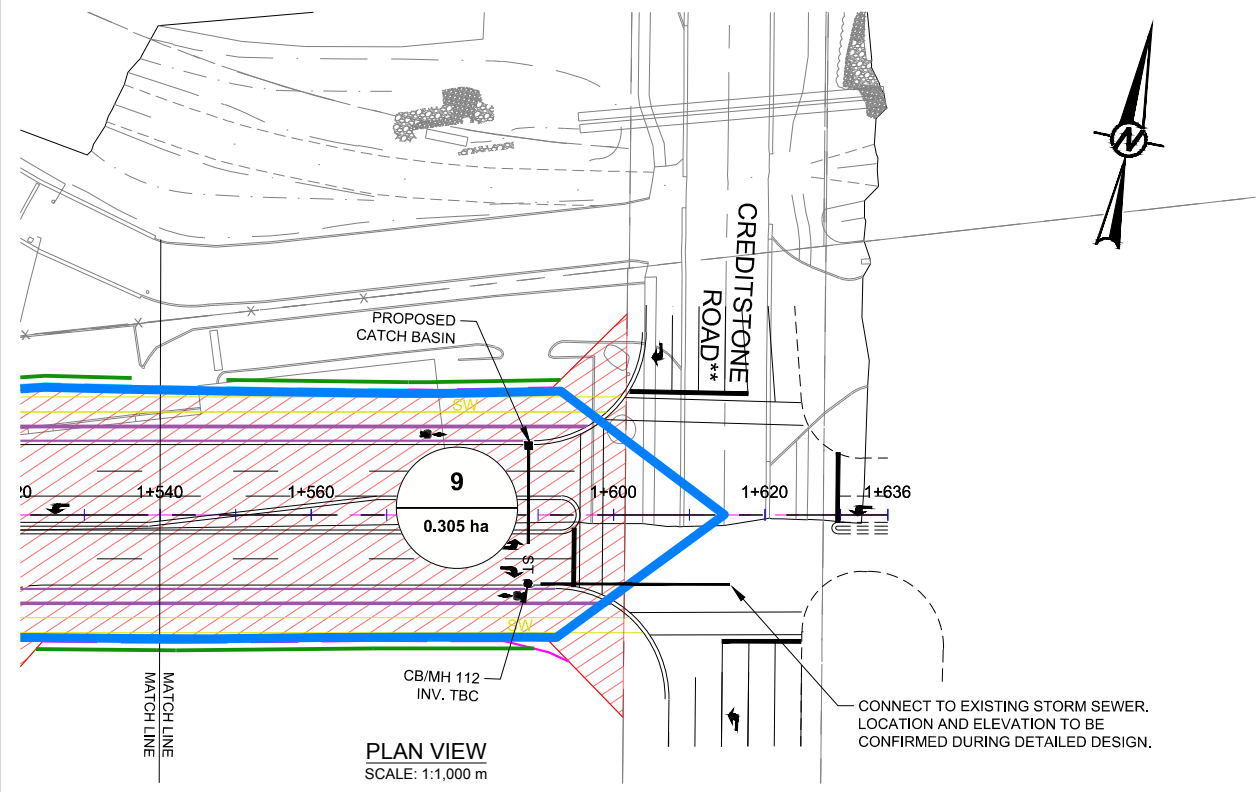 N
CREDITSTONE
ROAD**
PROPOSED
CATCH BASIN
SW
9
0.305 ha
20
1+540
1+560
1+600
1+620
1+636
ST
SW
CB/MH 112
INV. TBC
MATCH LINE
MATCH LINE
CONNECT TO EXISTING STORM SEWER.
LOCATION AND ELEVATION TO BE
CONFIRMED DURING DETAILED DESIGN.
PLAN VIEW
SCALE: 1:1,000 m